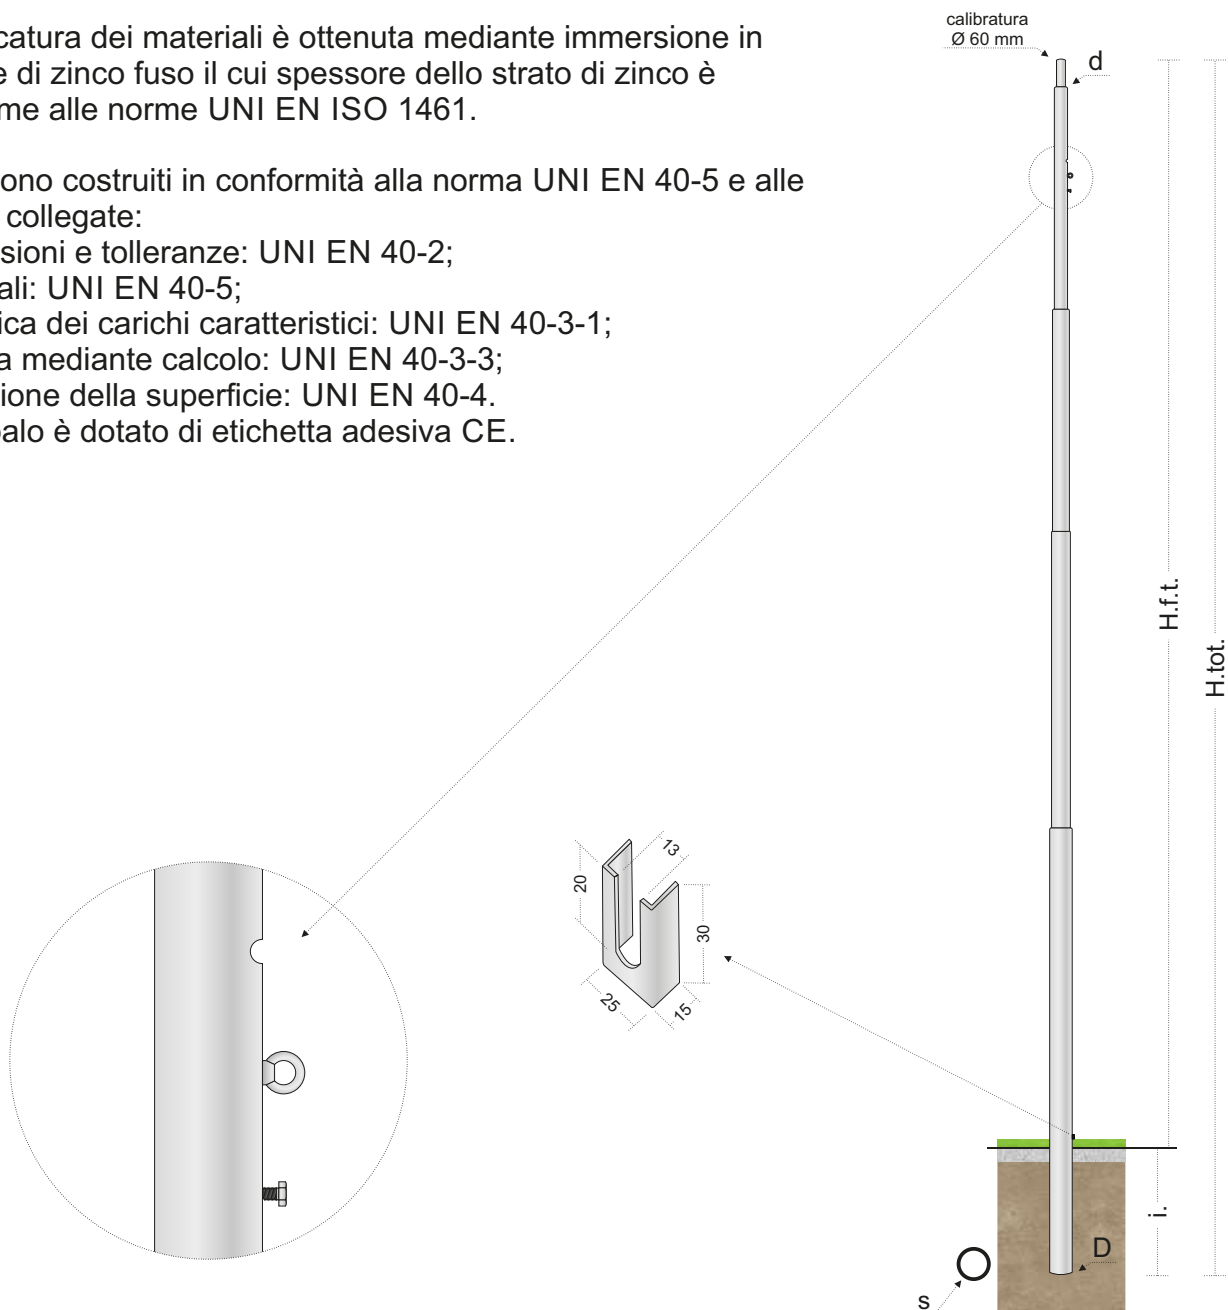 catura dei materiali è ottenuta mediante immersione in
e di zinco fuso il cui spessore dello strato di zinco è
me alle norme UNI EN ISO 1461.
ono costruiti in conformità alla norma UNI EN 40-5 e alle
collegate:
sioni e tolleranze: UNI EN 40-2;
ali: UNI EN 40-5;
ica dei carichi caratteristici: UNI EN 40-3-1;
a mediante calcolo: UNI EN 40-3-3;
ione della superficie: UNI EN 40-4.
palo è dotato di etichetta adesiva CE.
calibratura
Ø 60 mm
d
H.f.t.
H.tot.
13
20
30
25
15
i.
D
s